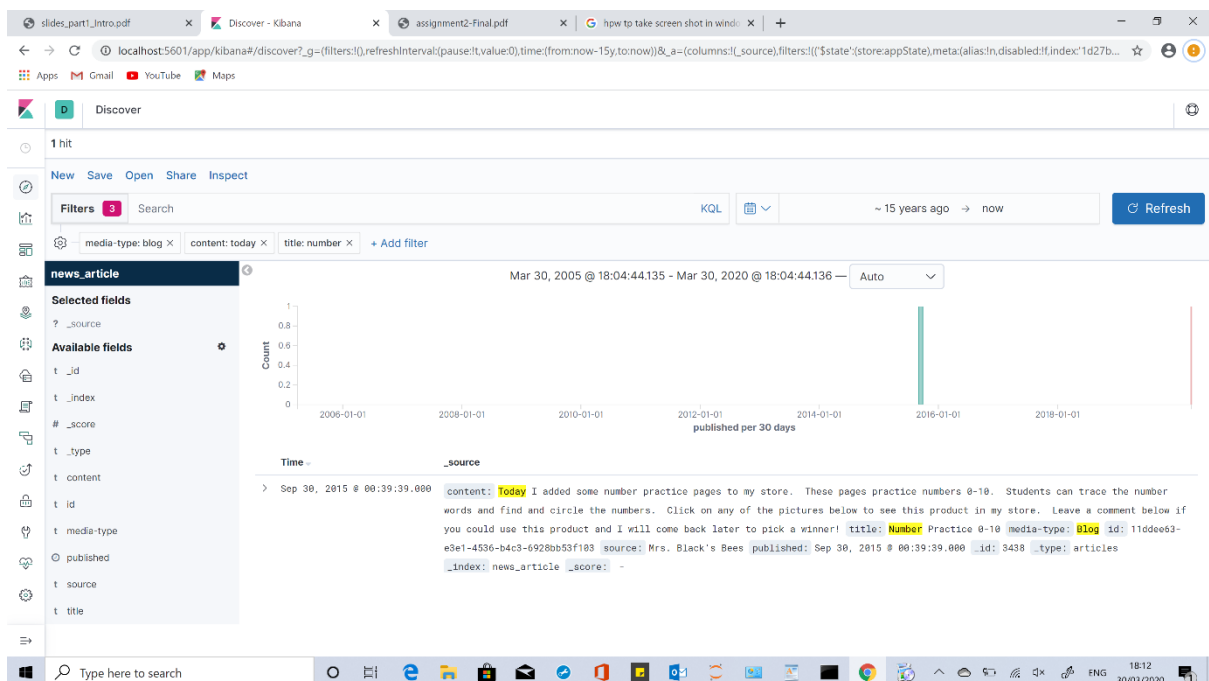 slides_part1_Intro.pdf
Discover - Kibana
assignment2-Final.pdf
hpw tp take screen shot in windo
localhost:5601/app/kibana#/discover?_g=(filters:!(),refreshInterval:(pause:!t,value:0),time:(from:now-15y,to:now))&_a=(columns:!(_source),filters:!(('$state':(store:appState),meta:(alias:!n,disabled:!f,index:'1d27b...
Apps Gmail YouTube Maps
D Discover
1 hit
New Save Open Share Inspect
Filters 3 Search KQL ~ 15 years ago → now Refresh
media-type: blog × content: today × title: number × + Add filter
news_article
Mar 30, 2005 @ 18:04:44.135 - Mar 30, 2020 @ 18:04:44.136 — Auto
Selected fields
? _source
Available fields
t _id
t _index
# _score
t _type
t content
t id
t media-type
published
t source
t title
Count
1
0.8
0.6
0.4
0.2
0
2006-01-01 2008-01-01 2010-01-01 2012-01-01 2014-01-01 2016-01-01 2018-01-01
published per 30 days
Time _source
Sep 30, 2015 @ 00:39:39.000
content: Today I added some number practice pages to my store. These pages practice numbers 0-10. Students can trace the number
words and find and circle the numbers. Click on any of the pictures below to see this product in my store. Leave a comment below if
you could use this product and I will come back later to pick a winner! title: Number Practice 0-10 media-type: Blog id: 11ddee63-
e3e1-4536-b4c3-6928bb53f103 source: Mrs. Black's Bees published: Sep 30, 2015 @ 00:39:39.000 _id: 3438 _type: articles
_index: news_article _score: -
Type here to search
ENG
18:12
30/03/2020